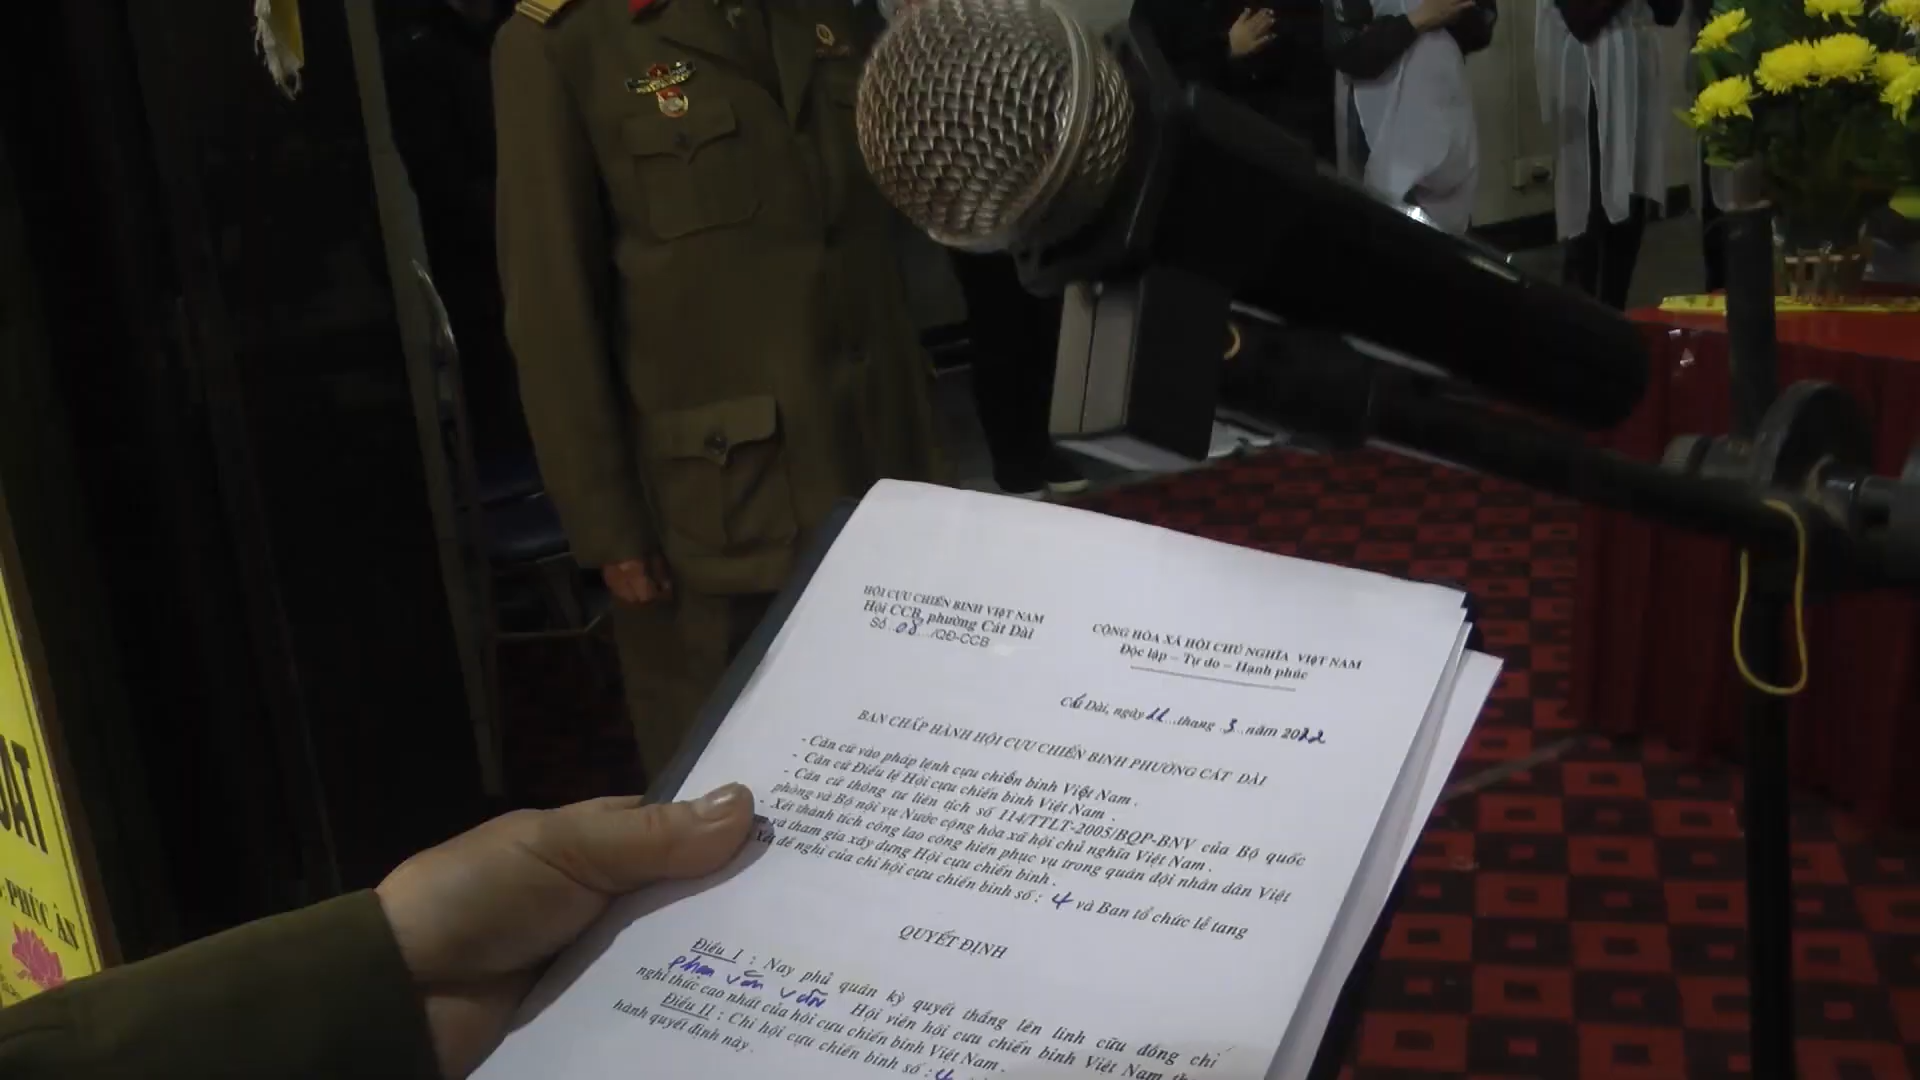 HỘI CỰU CHIẾN BINH VIỆT NAM
Hội CCB phường Cát Dài
Số 08 /QĐ-CCB
CỘNG HÒA XÃ HỘI CHỦ NGHĨA VIỆT NAM
Độc lập – Tự do – Hạnh phúc
Cát Dài, ngày 11 tháng 3 năm 2022
BAN CHẤP HÀNH HỘI CỰU CHIẾN BINH PHƯỜNG CÁT DÀI
- Căn cứ vào pháp lệnh cựu chiến binh Việt Nam .
- Căn cứ Điều lệ Hội cựu chiến binh Việt Nam .
- Căn cứ thông tư liên tịch số 114/TTLT-2005/BQP-BNV của Bộ quốc
phòng và Bộ nội vụ Nước cộng hòa xã hội chủ nghĩa Việt Nam .
- Xét thành tích công lao cống hiến phục vụ trong quân đội nhân dân Việt
và tham gia xây dựng Hội cựu chiến binh .
Xét đề nghị của chi hội cựu chiến binh số : 4 và Ban tổ chức lễ tang
QUYẾT ĐỊNH
Điều I : Nay phủ quân kỳ quyết thắng lên linh cữu đồng chí
Phan Văn Hội viên hội cựu chiến binh Việt Nam
nghi thức cao nhất của hội cựu chiến binh Việt Nam .
Điều II : Chi hội cựu chiến binh số : 4
hành quyết định này .
PHÚC ÂN